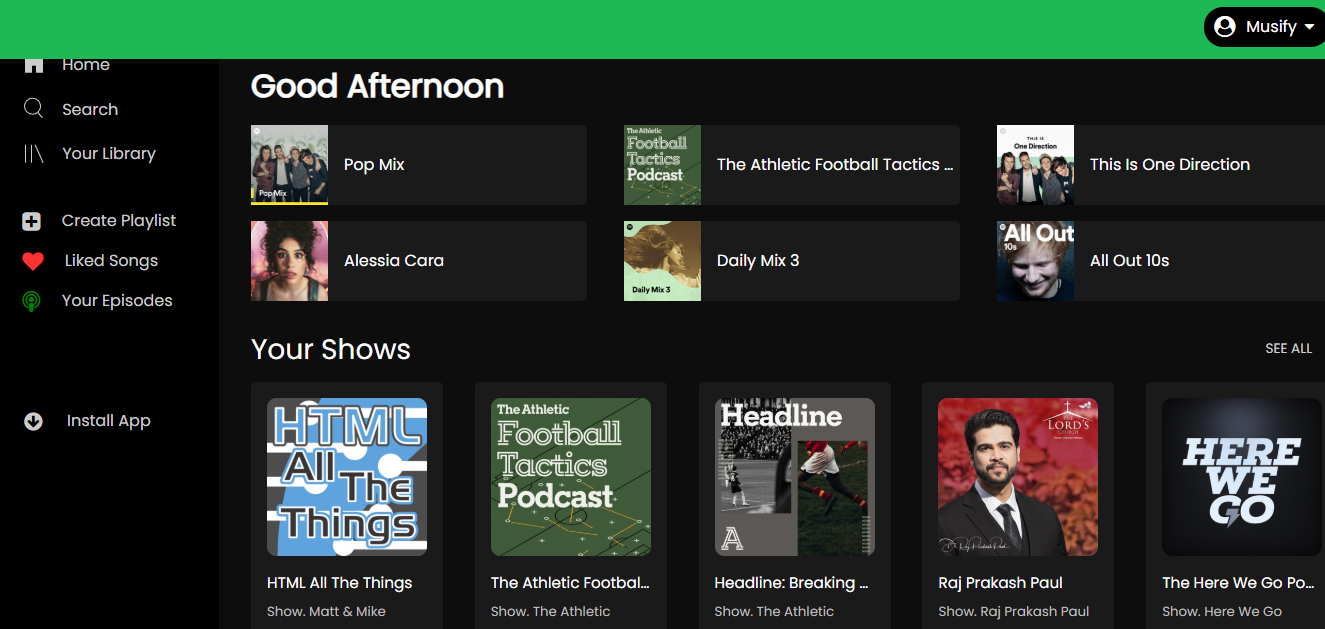 Musify
Home
Search
Your Library
Create Playlist
Liked Songs
Your Episodes
Install App
Good Afternoon
Pop Mix
Pop Mix
The Athletic
Football
Tactics
Podcast
The Athletic Football Tactics ...
THIS IS
One Direction
This Is One Direction
Alessia Cara
Daily Mix 3
Daily Mix 3
All Out
10s
All Out 10s
Your Shows
SEE ALL
HTML
All
The
Things
HTML All The Things
Show. Matt & Mike
The Athletic
Football
Tactics
Podcast
The Athletic Footbal...
Show. The Athletic
Headline
A
Headline: Breaking ...
Show. The Athletic
THE
LORD'S
CHURCH
Raj Prakash Paul
Show. Raj Prakash Paul
HERE
WE
GO
The Here We Go Po...
Show. Here We Go